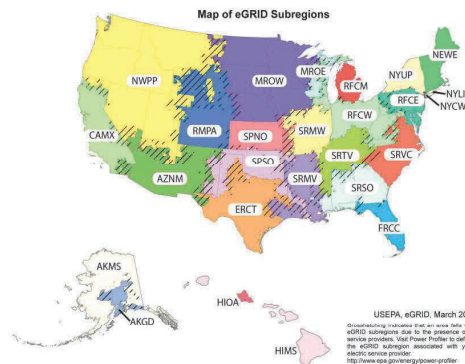 Map of eGRID Subregions
NEWE
MROE
NYUP
NWPP
MROW
RFCM
NYLI
RFCE
NYCW
RFCW
CAMX
RMPA
SPNO
SRMW
SRVC
SPSO
SRTV
AZNM
SRMV
SRSO
ERCT
FRCC
AKMS
HIOA
AKGD
HIMS
USEPA, eGRID, March 20
Crosshatching indicates that an area falls
eGRID subregions due to the presence o
service providers. Visit Power Profiler to def
the eGRID subregion associated with y
electric service provider.
http://www.epa.gov/energy/power-profiler